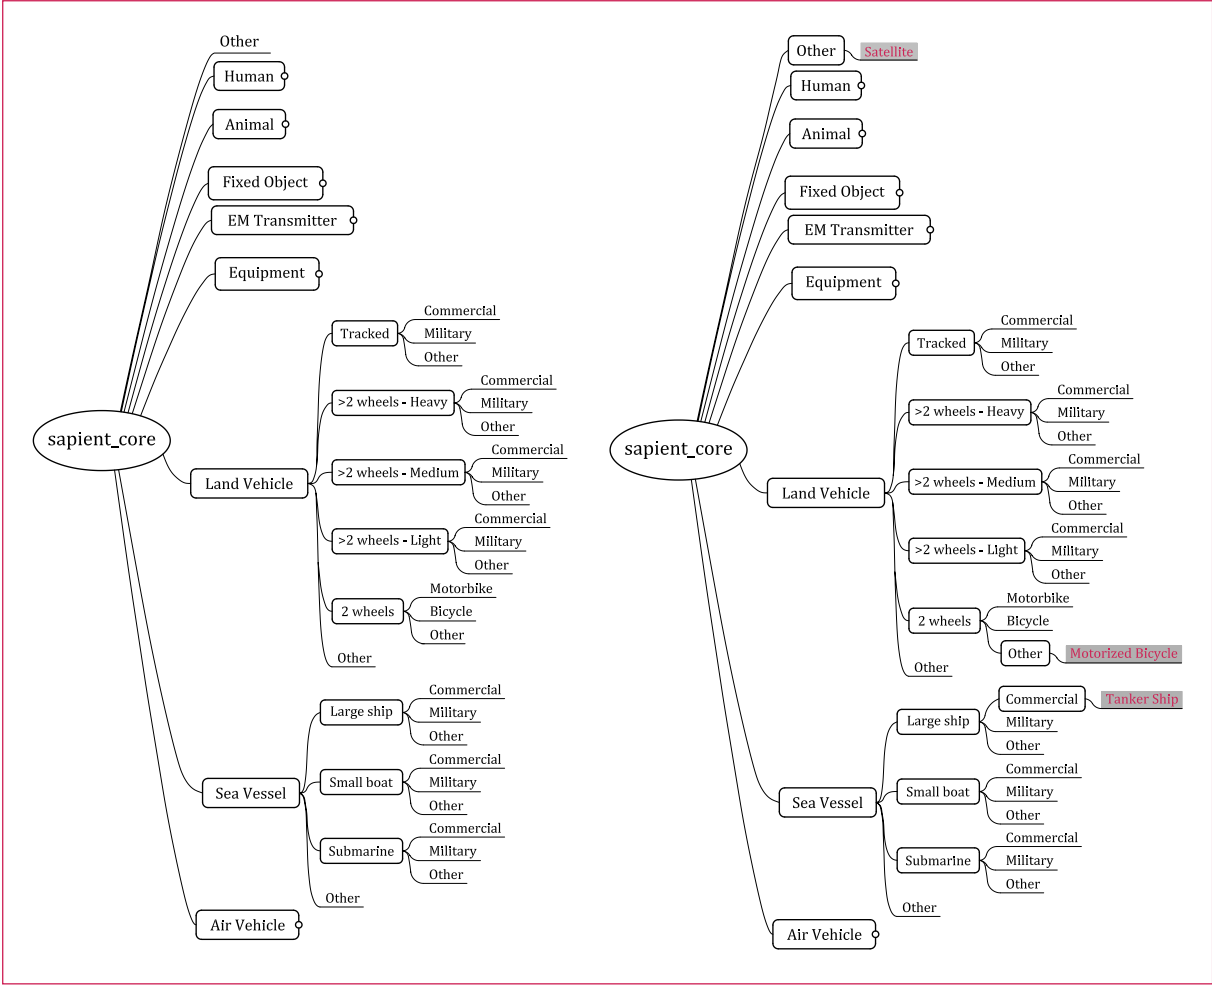 Other
Human
Animal
Fixed Object
EM Transmitter
Equipment
sapient_core
Land Vehicle
Tracked
Commercial
Military
Other
>2 wheels - Heavy
Commercial
Military
Other
>2 wheels - Medium
Commercial
Military
Other
>2 wheels - Light
Commercial
Military
Other
2 wheels
Motorbike
Bicycle
Other
Other
Sea Vessel
Large ship
Commercial
Military
Other
Small boat
Commercial
Military
Other
Submarine
Commercial
Military
Other
Other
Air Vehicle
Other
Satellite
Human
Animal
Fixed Object
EM Transmitter
Equipment
sapient_core
Land Vehicle
Tracked
Commercial
Military
Other
>2 wheels - Heavy
Commercial
Military
Other
>2 wheels - Medium
Commercial
Military
Other
>2 wheels - Light
Commercial
Military
Other
2 wheels
Motorbike
Bicycle
Other
Motorized Bicycle
Other
Sea Vessel
Large ship
Commercial
Tanker Ship
Military
Other
Small boat
Commercial
Military
Other
Submarine
Commercial
Military
Other
Other
Air Vehicle